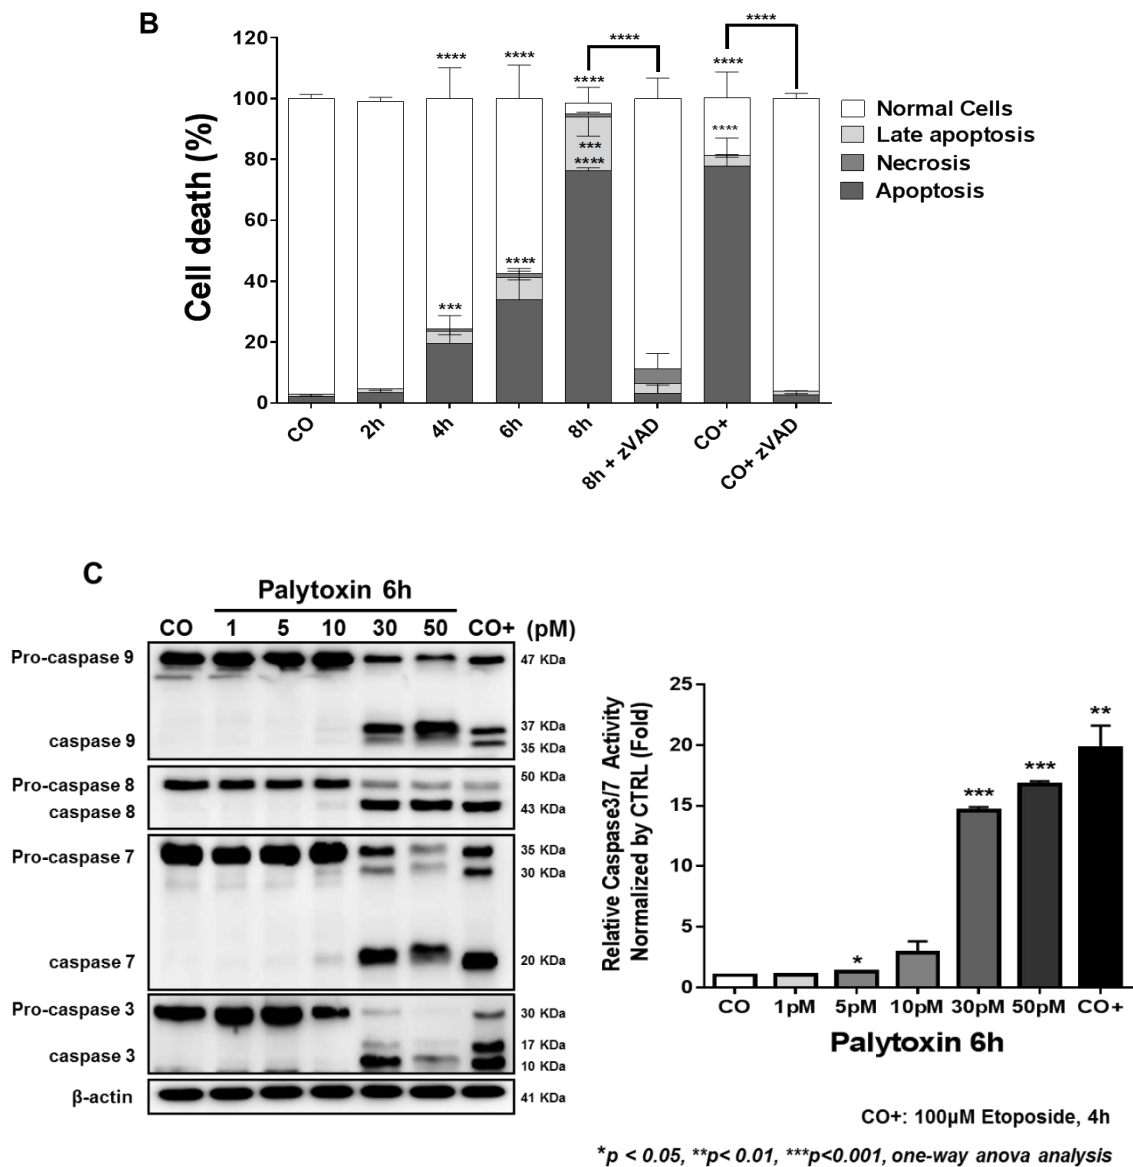 B
Cell death (%)
120
100
80
60
40
20
0
**** **** **** **** **** **** ****
*** **** *** **** ****
CO 2h 4h 6h 8h 8h + zVAD CO+ CO+ zVAD
Normal Cells
Late apoptosis
Necrosis
Apoptosis
C
Palytoxin 6h
CO 1 5 10 30 50 CO+ (pM)
Pro-caspase 9
47 KDa
37 KDa
caspase 9
35 KDa
Pro-caspase 8
50 KDa
caspase 8
43 KDa
Pro-caspase 7
35 KDa
30 KDa
caspase 7
20 KDa
Pro-caspase 3
30 KDa
17 KDa
caspase 3
10 KDa
β-actin
41 KDa
Relative Caspase3/7 Activity
Normalized by CTRL (Fold)
25
20
15
10
5
0
* *** *** **
CO 1pM 5pM 10pM 30pM 50pM CO+
Palytoxin 6h
CO+: 100µM Etoposide, 4h
*p < 0.05, **p< 0.01, ***p<0.001, one-way anova analysis